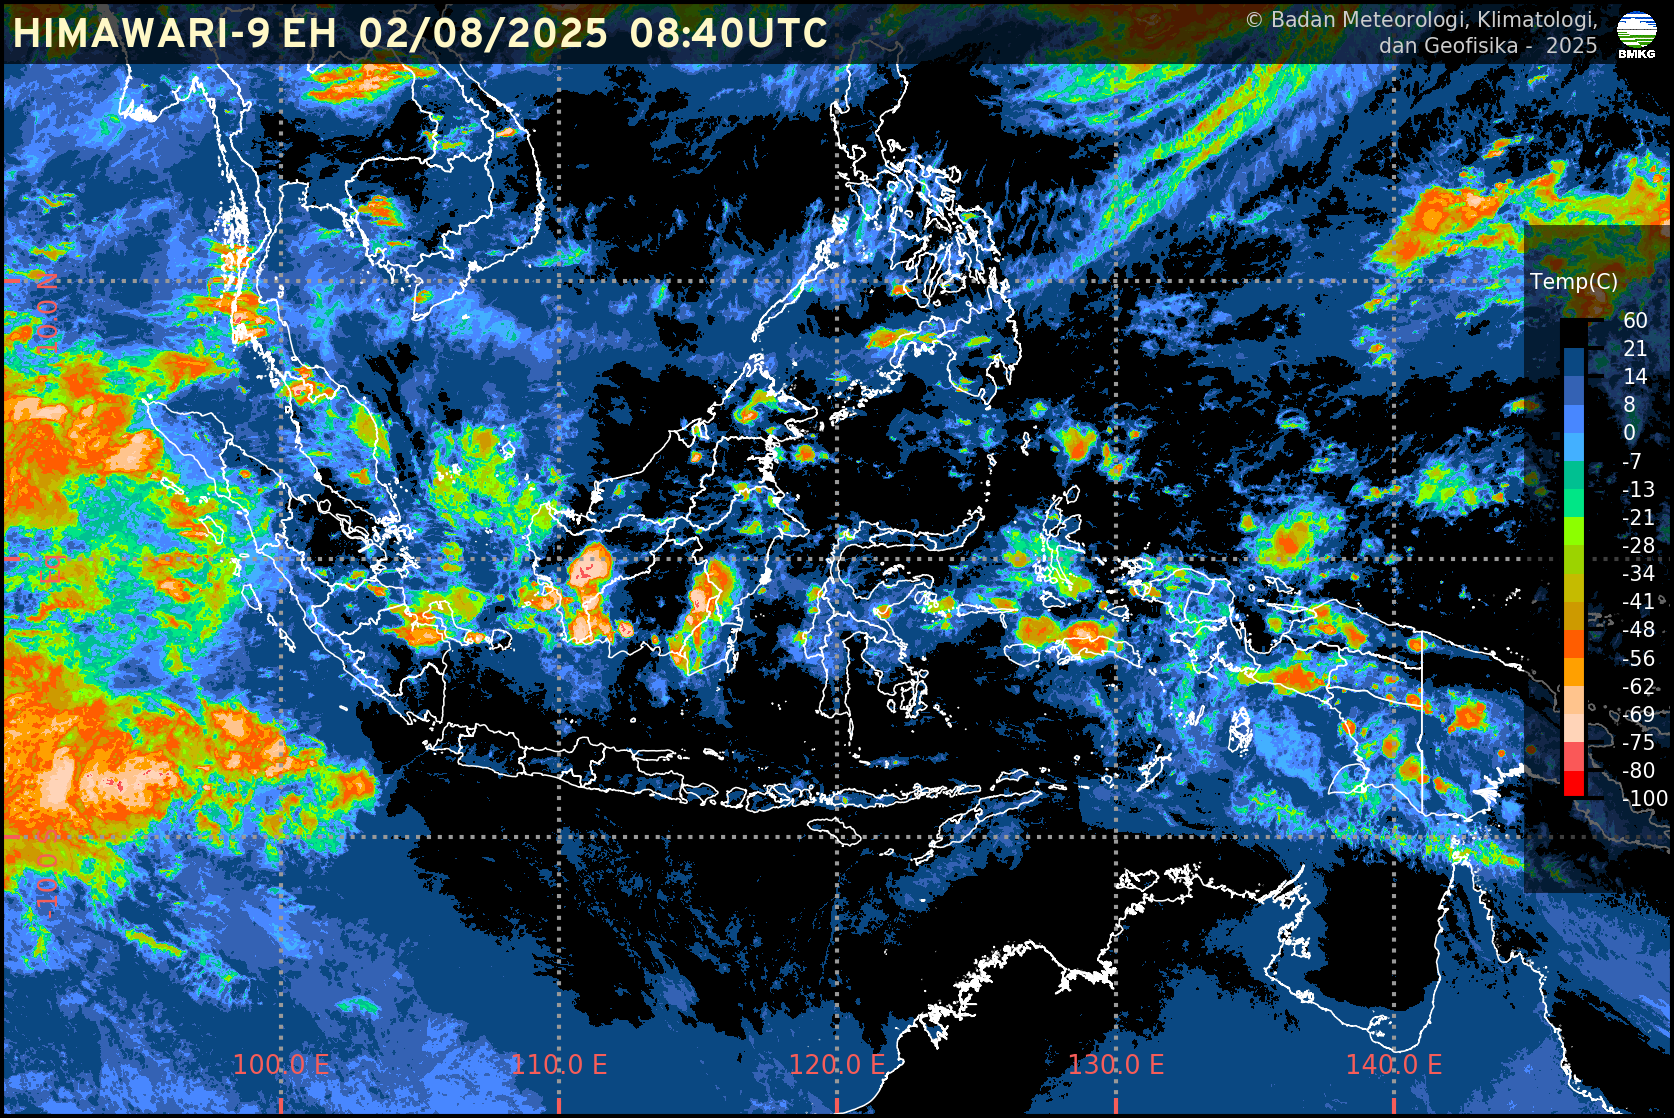 HIMAWARI-9 EH 02/08/2025 08:40UTC
© Badan Meteorologi, Klimatologi,
dan Geofisika - 2025
BMKG
10.0 N
Temp(C)
60
21
14
8
0
-7
-13
-21
-28
-34
-41
-48
-56
-62
-69
-75
-80
-100
-10.0
100.0 E
110.0 E
120.0 E
130.0 E
140.0 E